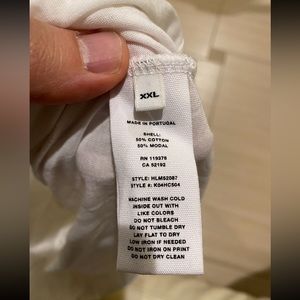 XXL
MADE IN PORTUGAL
SHELL:
50% COTTON
50% MODAL
RN 119378
CA 52192
STYLE: HLM52087
STYLE #: K04HC504
MACHINE WASH COLD
INSIDE OUT WITH
LIKE COLORS
DO NOT BLEACH
DO NOT TUMBLE DRY
LAY FLAT TO DRY
LOW IRON IF NEEDED
DO NOT IRON ON PRINT
DO NOT DRY CLEAN